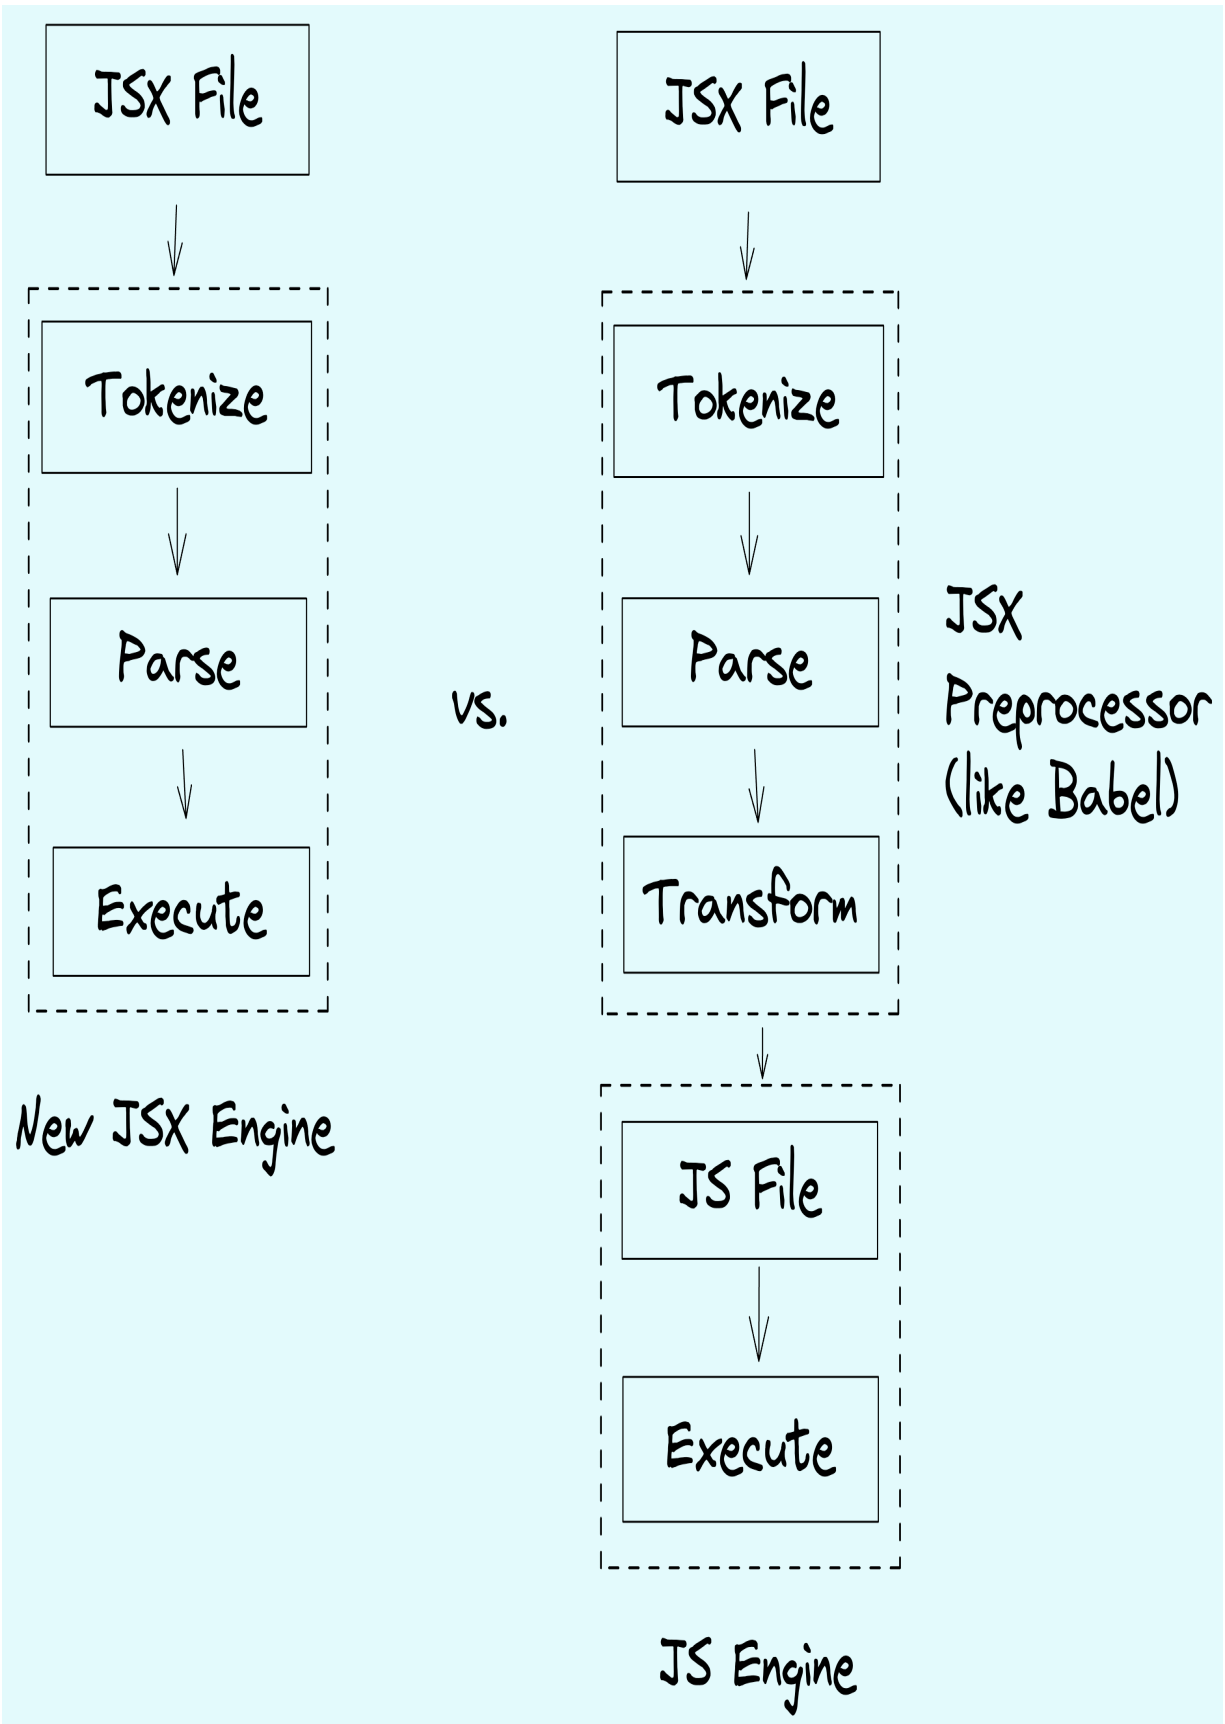 JSX File
Tokenize
Parse
Execute
New JSX Engine
vs.
JSX File
Tokenize
Parse
Transform
JSX
Preprocessor
(like Babel)
JS File
Execute
JS Engine